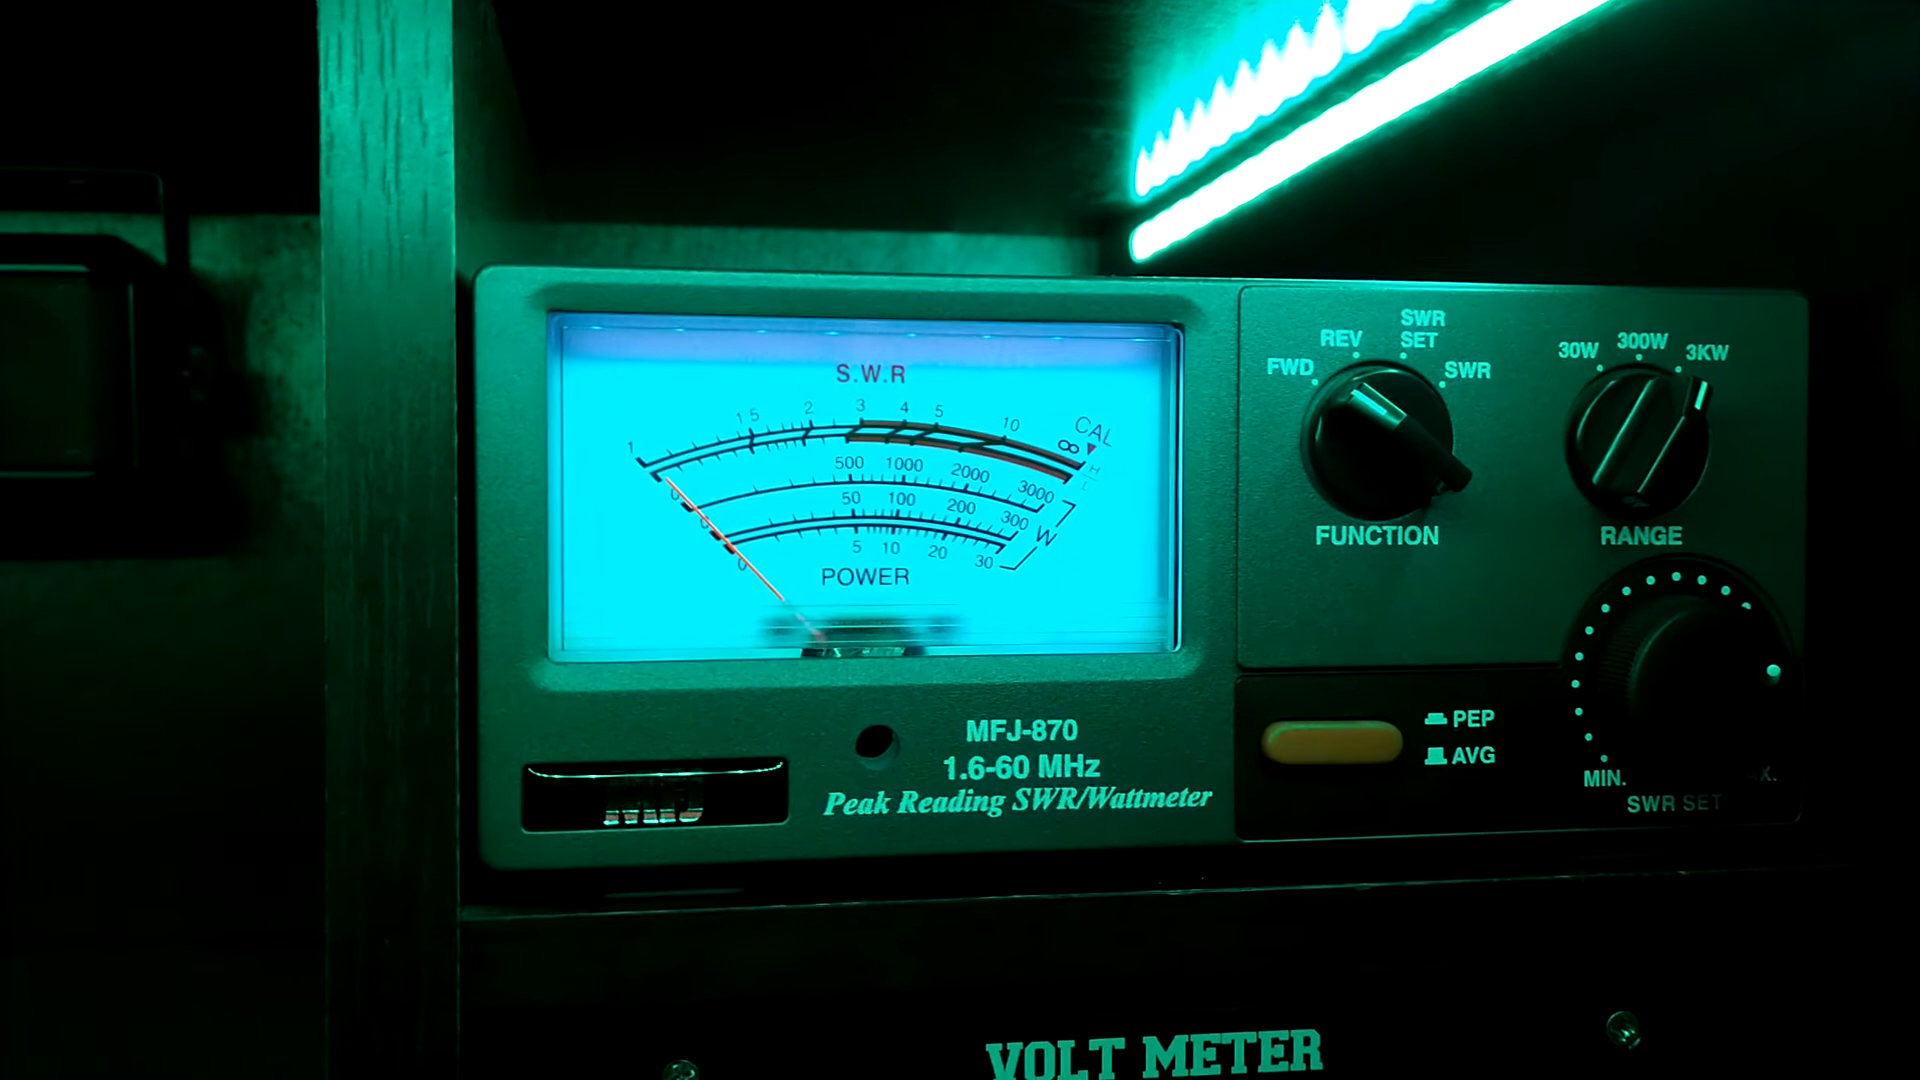 S.W.R
1 1 5 2 3 4 5 10 ∞ CAL
H
L
0 500 1000 2000 3000
0 50 100 200 300 W
0 5 10 20 30
POWER
MFJ-870
1.6-60 MHz
Peak Reading SWR/Wattmeter
FWD REV SWR SET SWR
FUNCTION
30W 300W 3KW
RANGE
PEP
AVG
MIN.
SWR SET
VOLT METER